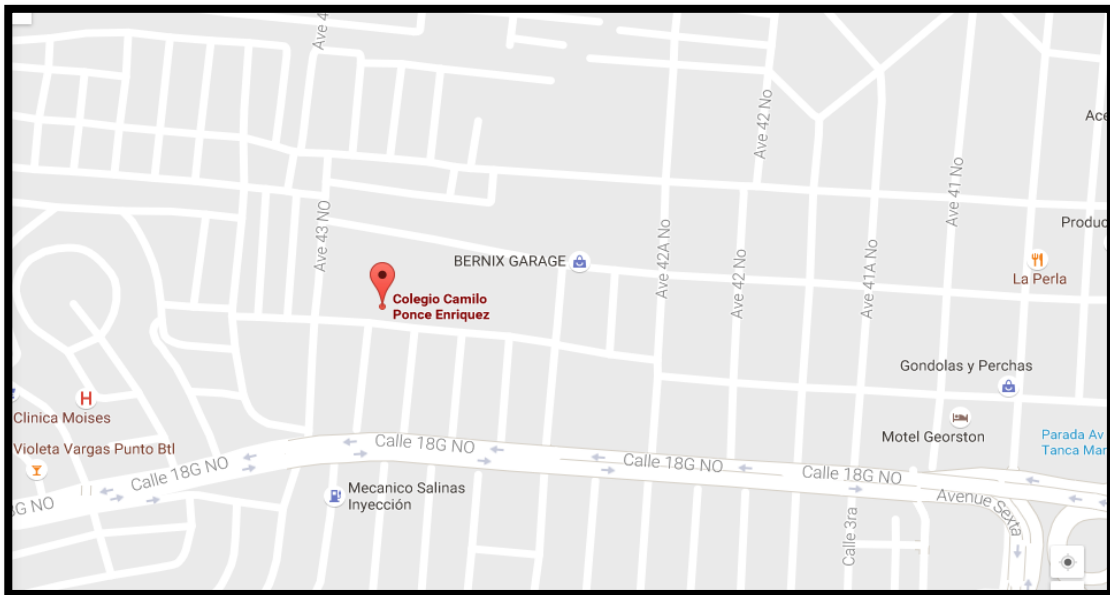 Ave 4
Ave 42 No
Ace
Ave 41 No
Ave 43 NO
Ave 42A No
Produc
BERNIX GARAGE
Ave 42 No
Ave 41A No
La Perla
Colegio Camilo
Ponce Enriquez
Gondolas y Perchas
H
Clinica Moises
Motel Georston
Parada Av
Tanca Mar
Violeta Vargas Punto Btl
Calle 18G NO
Calle 18G NO
Calle 18G NO
Calle 18G NO
Mecanico Salinas
Inyección
Avenue Sexta
G NO
Calle 3ra